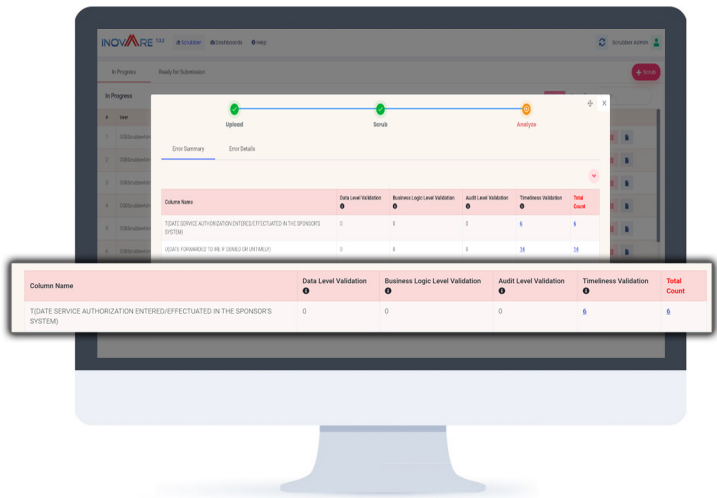 INOVAARE
Scrubber Dashboards Help
Scrubber Admin
In Progress Ready for Submission
+ Scrub
In Progress
# User
X
Upload Scrub Analyze
Error Summary Error Details
Column Name Data Level Validation Business Logic Level Validation Audit Level Validation Timeliness Validation Total
Count
T(DATE SERVICE AUTHORIZATION ENTERED/EFFECTUATED IN THE SPONSOR'S 0 0 0 6 6
SYSTEM)
U(DATE FORWARDED TO IRE IF DENIED OR UNTIMELY) 0 0 0 14 14
Column Name Data Level Validation Business Logic Level Validation Audit Level Validation Timeliness Validation Total
Count
T(DATE SERVICE AUTHORIZATION ENTERED/EFFECTUATED IN THE SPONSOR'S 0 0 0 6 6
SYSTEM)